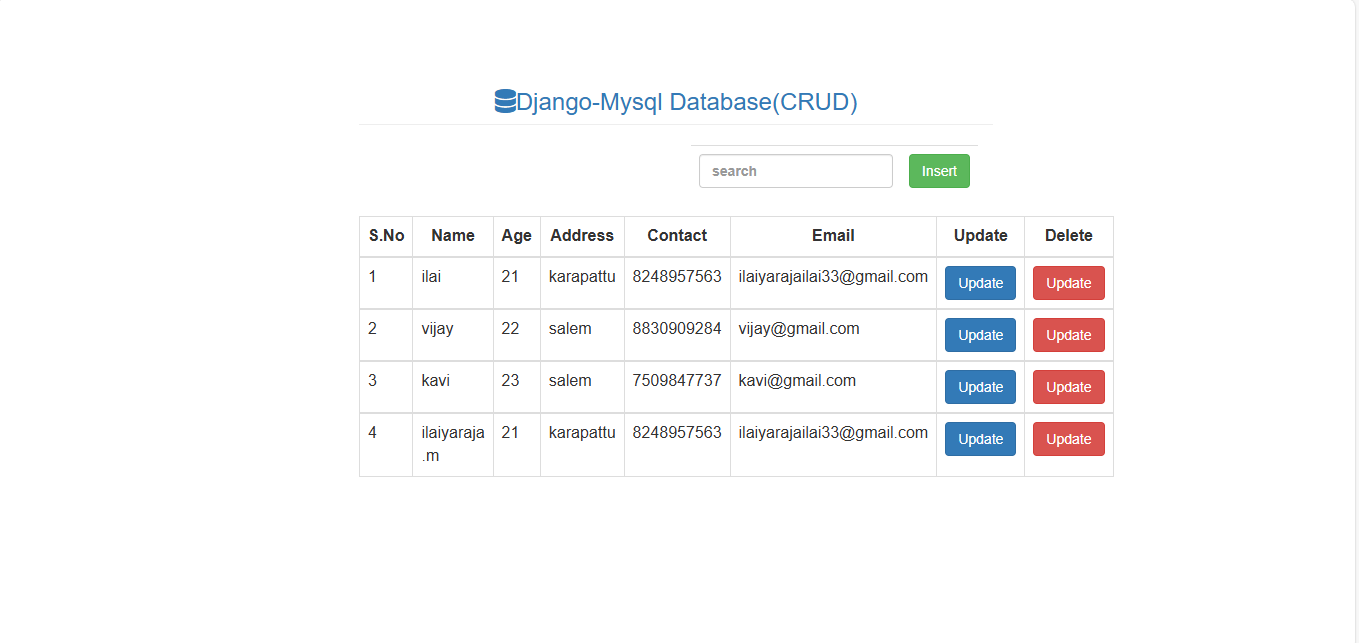 Django-Mysql Database(CRUD)
search Insert
S.No Name Age Address Contact Email Update Delete
1 ilai 21 karapattu 8248957563 ilaiyarajailai33@gmail.com Update Update
2 vijay 22 salem 8830909284 vijay@gmail.com Update Update
3 kavi 23 salem 7509847737 kavi@gmail.com Update Update
4 ilaiyaraja 21 karapattu 8248957563 ilaiyarajailai33@gmail.com Update Update
.m